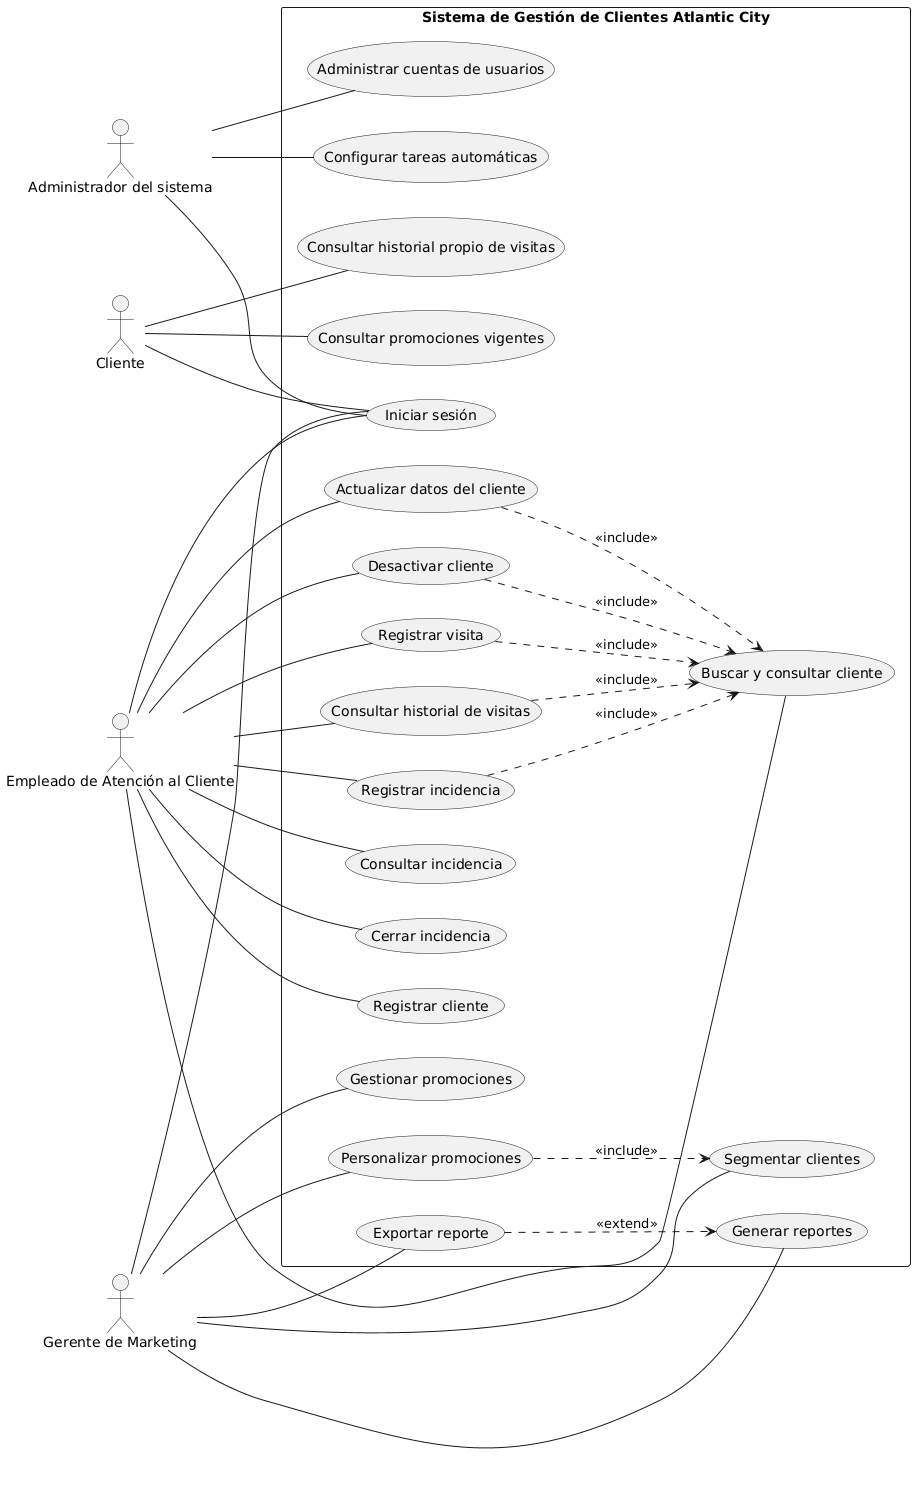 Sistema de Gestión de Clientes Atlantic City
Administrar cuentas de usuarios
Configurar tareas automáticas
Administrador del sistema
Consultar historial propio de visitas
Consultar promociones vigentes
Cliente
Iniciar sesión
Actualizar datos del cliente
«include»
Desactivar cliente
«include»
Registrar visita
«include»
Buscar y consultar cliente
«include»
Consultar historial de visitas
«include»
Empleado de Atención al Cliente
Registrar incidencia
Consultar incidencia
Cerrar incidencia
Registrar cliente
Gestionar promociones
Personalizar promociones
«include»
Segmentar clientes
Exportar reporte
«extend»
Generar reportes
Gerente de Marketing